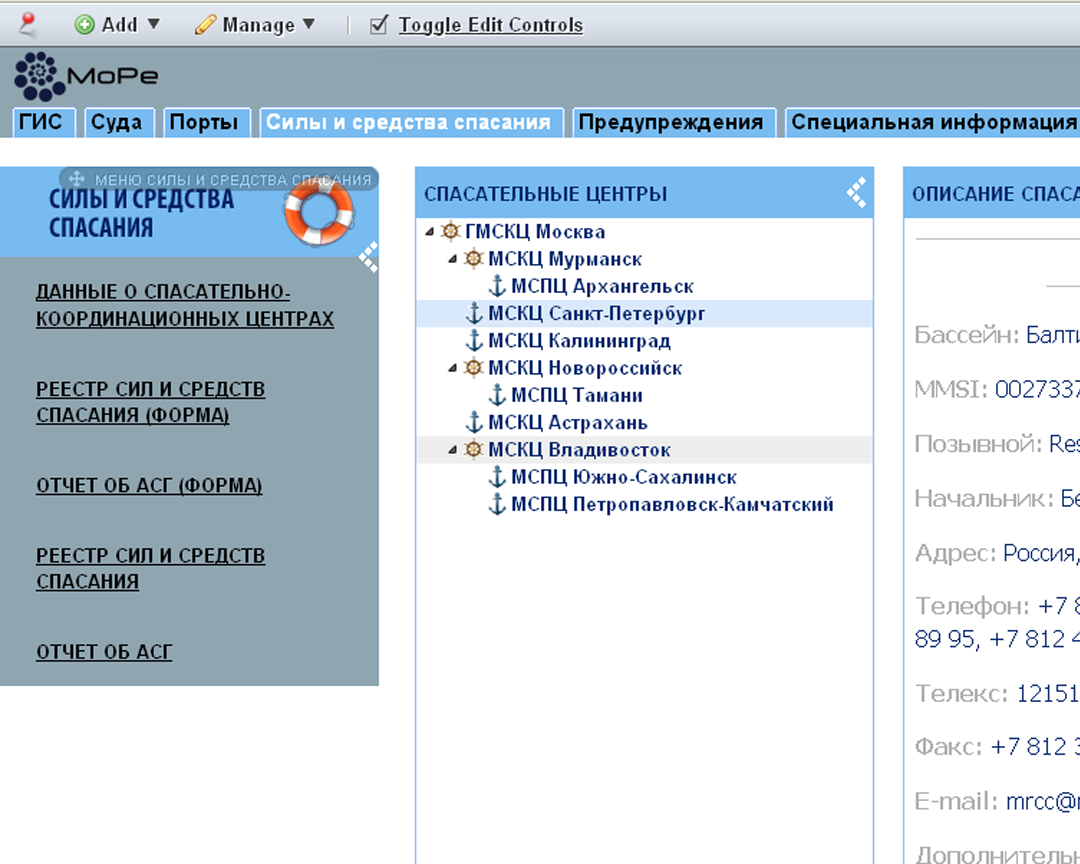 Add Manage Toggle Edit Controls
MoPe
ГИС Суда Порты Силы и средства спасания Предупреждения Специальная информация
МЕНЮ СИЛЫ И СРЕДСТВА СПАСАНИЯ
СИЛЫ И СРЕДСТВА
СПАСАНИЯ
ДАННЫЕ О СПАСАТЕЛЬНО-
КООРДИНАЦИОННЫХ ЦЕНТРАХ
РЕЕСТР СИЛ И СРЕДСТВ
СПАСАНИЯ (ФОРМА)
ОТЧЕТ ОБ АСГ (ФОРМА)
РЕЕСТР СИЛ И СРЕДСТВ
СПАСАНИЯ
ОТЧЕТ ОБ АСГ
СПАСАТЕЛЬНЫЕ ЦЕНТРЫ
ГМСКЦ Москва
МСКЦ Мурманск
МСПЦ Архангельск
МСКЦ Санкт-Петербург
МСКЦ Калининград
МСКЦ Новороссийск
МСПЦ Тамани
МСКЦ Астрахань
МСКЦ Владивосток
МСПЦ Южно-Сахалинск
МСПЦ Петропавловск-Камчатский
ОПИСАНИЕ СПАСА
Бассейн: Балти
MMSI: 0027337
Позывной: Res
Начальник: Бе
Адрес: Россия,
Телефон: +7 8
89 95, +7 812 4
Телекс: 12151
Факс: +7 812 3
E-mail: mrcc@
Дополнитель